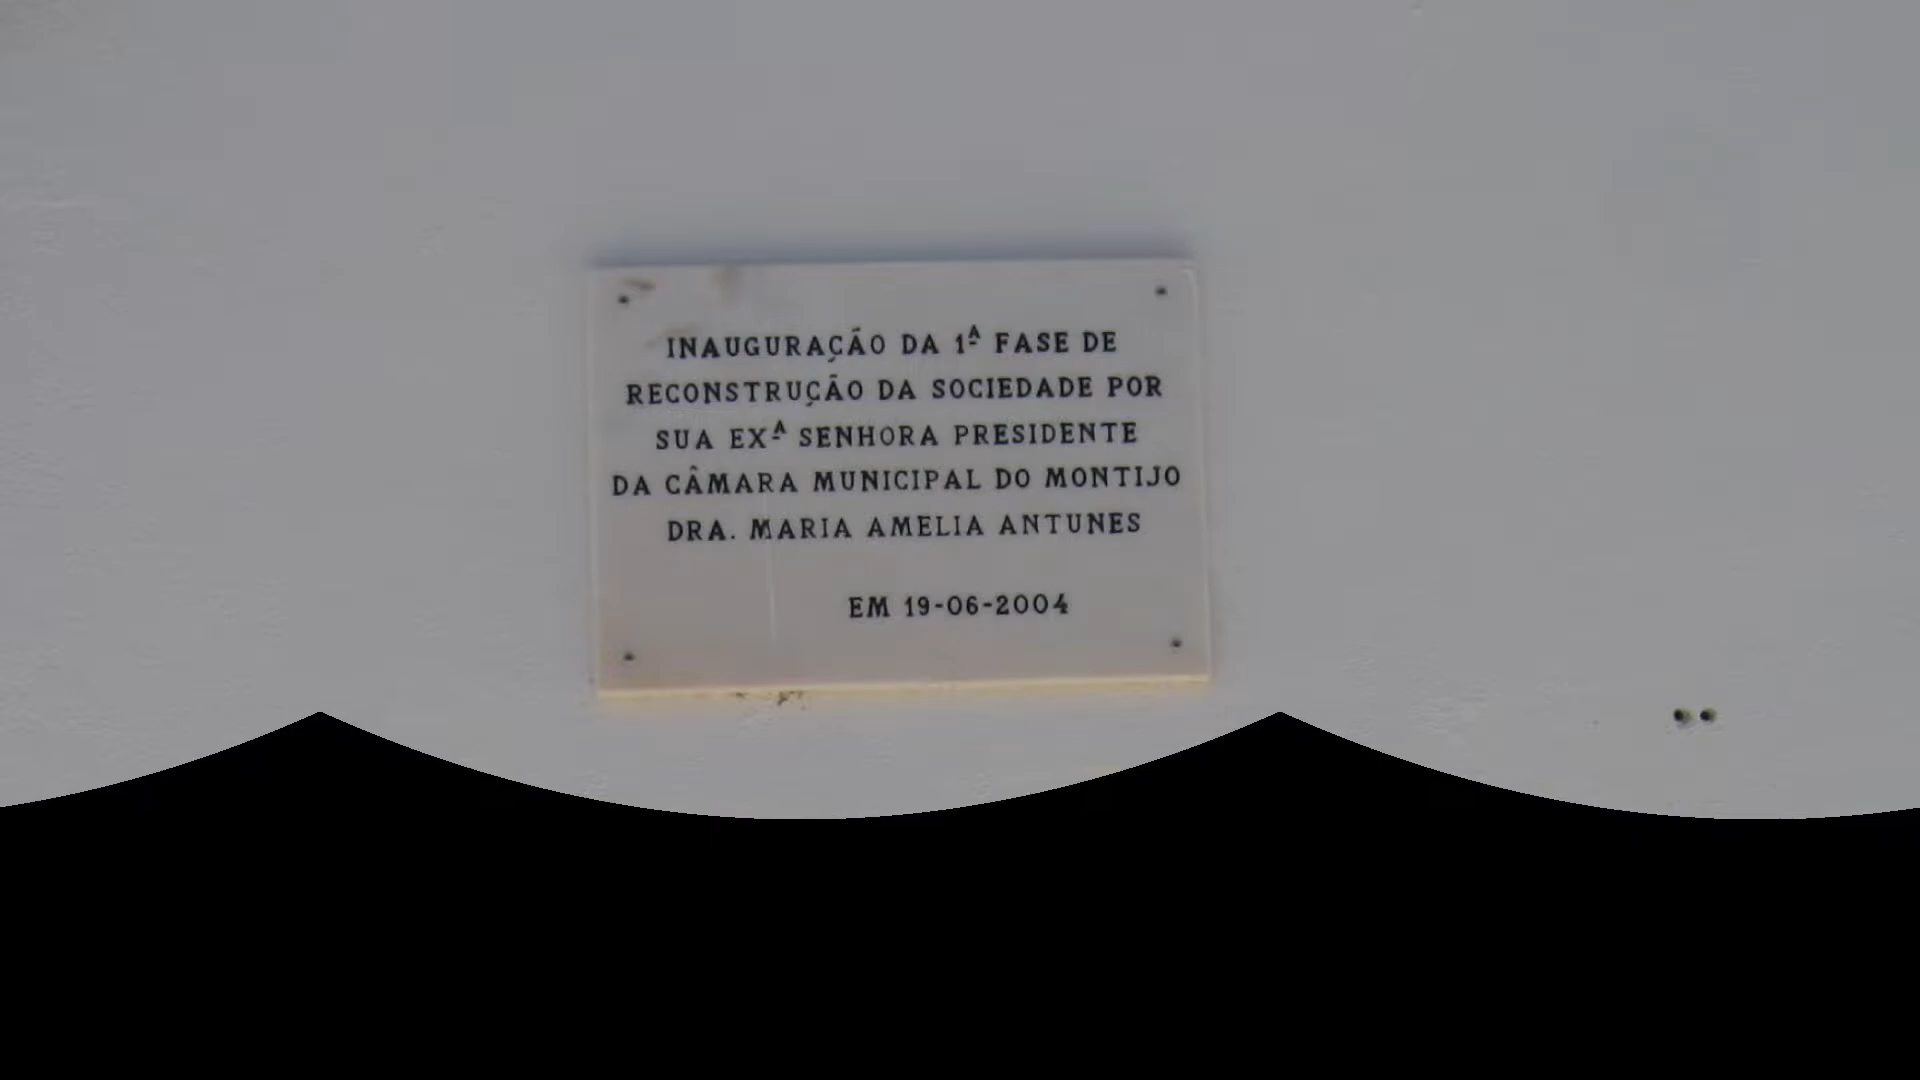 INAUGURAÇÃO DA 1ª FASE DE
RECONSTRUÇÃO DA SOCIEDADE POR
SUA EXª SENHORA PRESIDENTE
DA CÂMARA MUNICIPAL DO MONTIJO
DRA. MARIA AMELIA ANTUNES
EM 19-06-2004